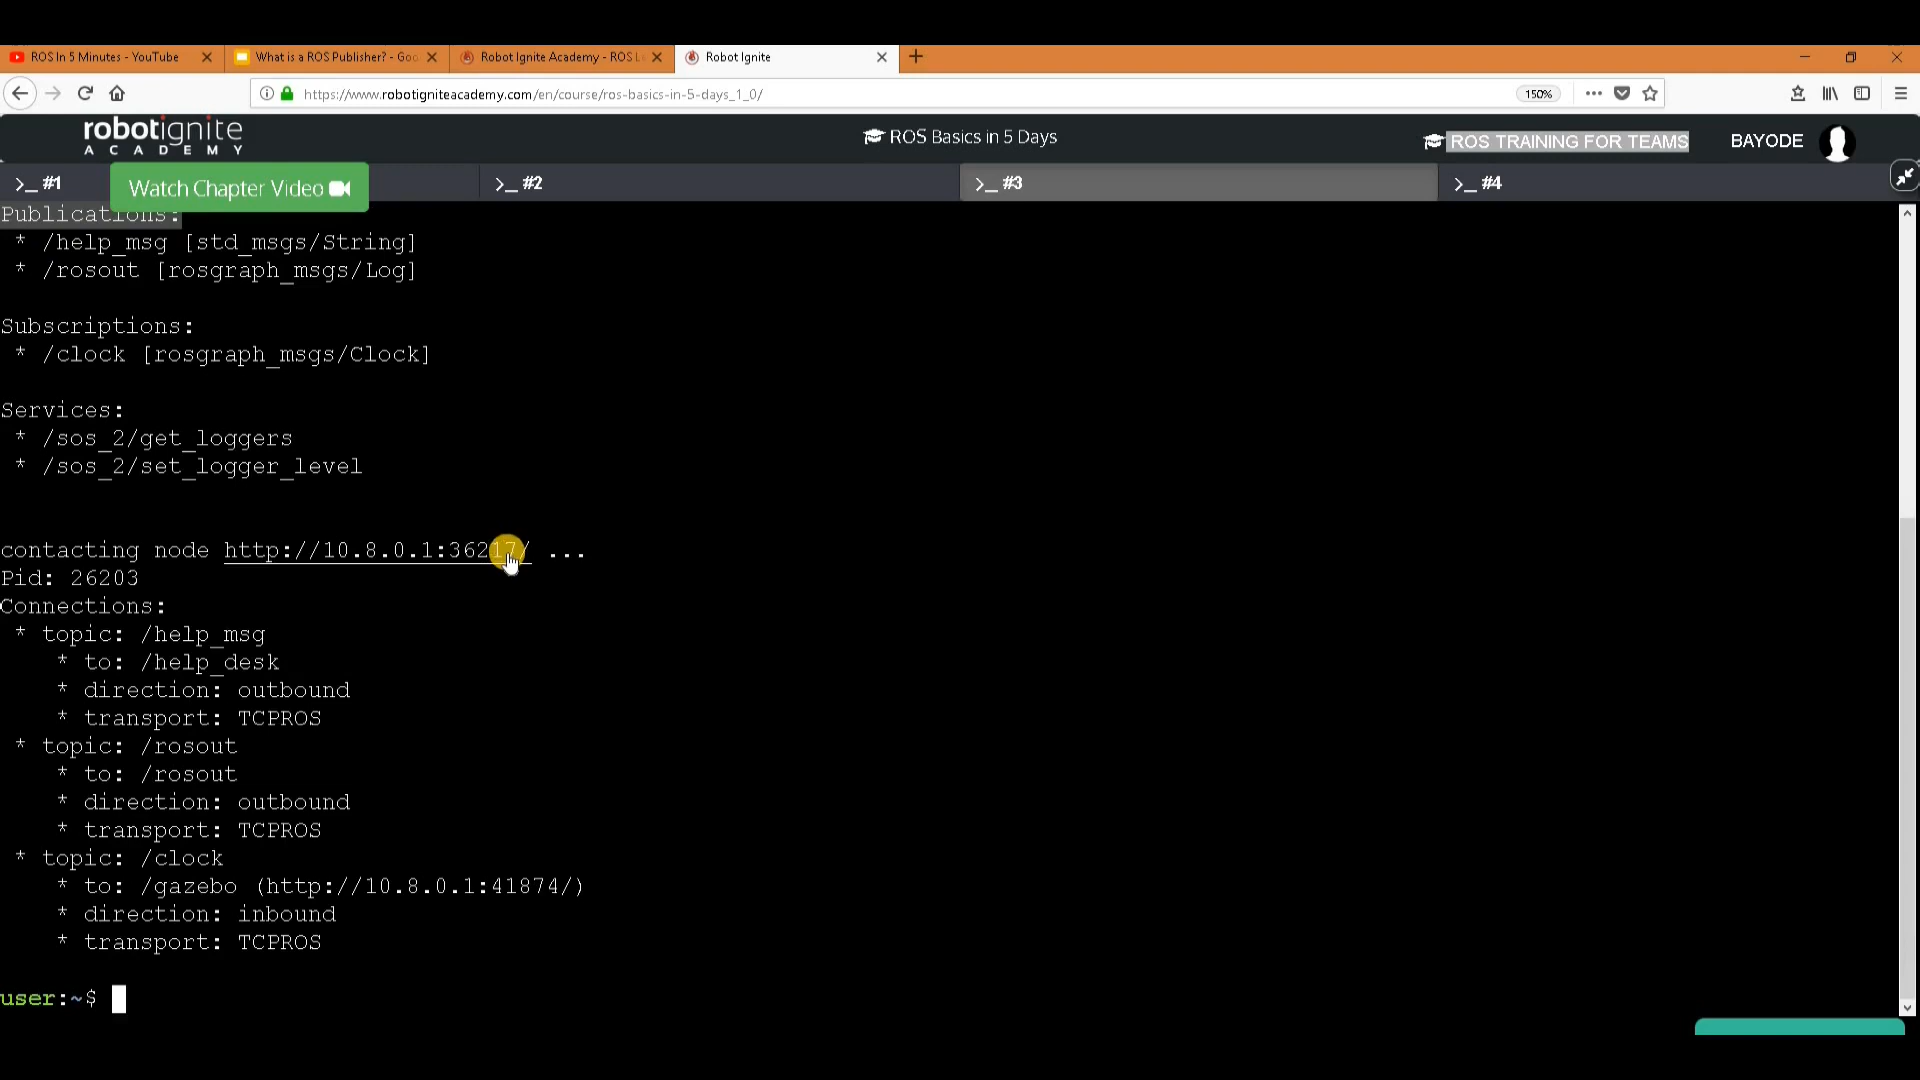 ROS In 5 Minutes - YouTube
What is a ROS Publisher? - Goo
Robot Ignite Academy - ROS L
Robot Ignite
https://www.robotigniteacademy.com/en/course/ros-basics-in-5-days_1_0/
150%
robotignite
ACADEMY
ROS Basics in 5 Days
ROS TRAINING FOR TEAMS
BAYODE
>_ #1
Watch Chapter Video
>_ #2
>_ #3
>_ #4
Publications:
* /help_msg [std_msgs/String]
* /rosout [rosgraph_msgs/Log]
Subscriptions:
* /clock [rosgraph_msgs/Clock]
Services:
* /sos_2/get_loggers
* /sos_2/set_logger_level
contacting node http://10.8.0.1:36217/ ...
Pid: 26203
Connections:
* topic: /help_msg
* to: /help_desk
* direction: outbound
* transport: TCPROS
* topic: /rosout
* to: /rosout
* direction: outbound
* transport: TCPROS
* topic: /clock
* to: /gazebo (http://10.8.0.1:41874/)
* direction: inbound
* transport: TCPROS
user:~$